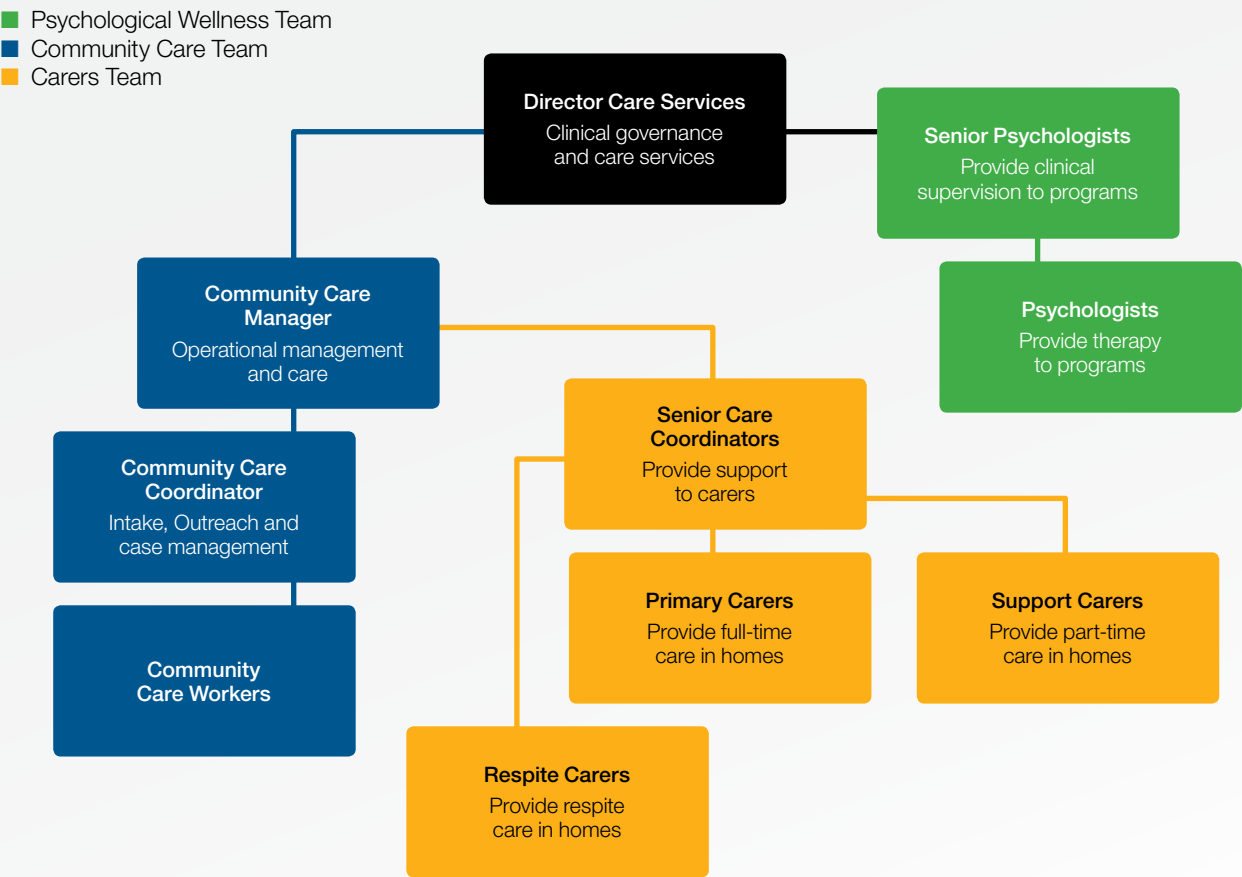 Psychological Wellness Team
Community Care Team
Carers Team
Director Care Services
Clinical governance
and care services
Senior Psychologists
Provide clinical
supervision to programs
Community Care
Manager
Operational management
and care
Psychologists
Provide therapy
to programs
Senior Care
Coordinators
Provide support
to carers
Community Care
Coordinator
Intake, Outreach and
case management
Primary Carers
Provide full-time
care in homes
Support Carers
Provide part-time
care in homes
Community
Care Workers
Respite Carers
Provide respite
care in homes